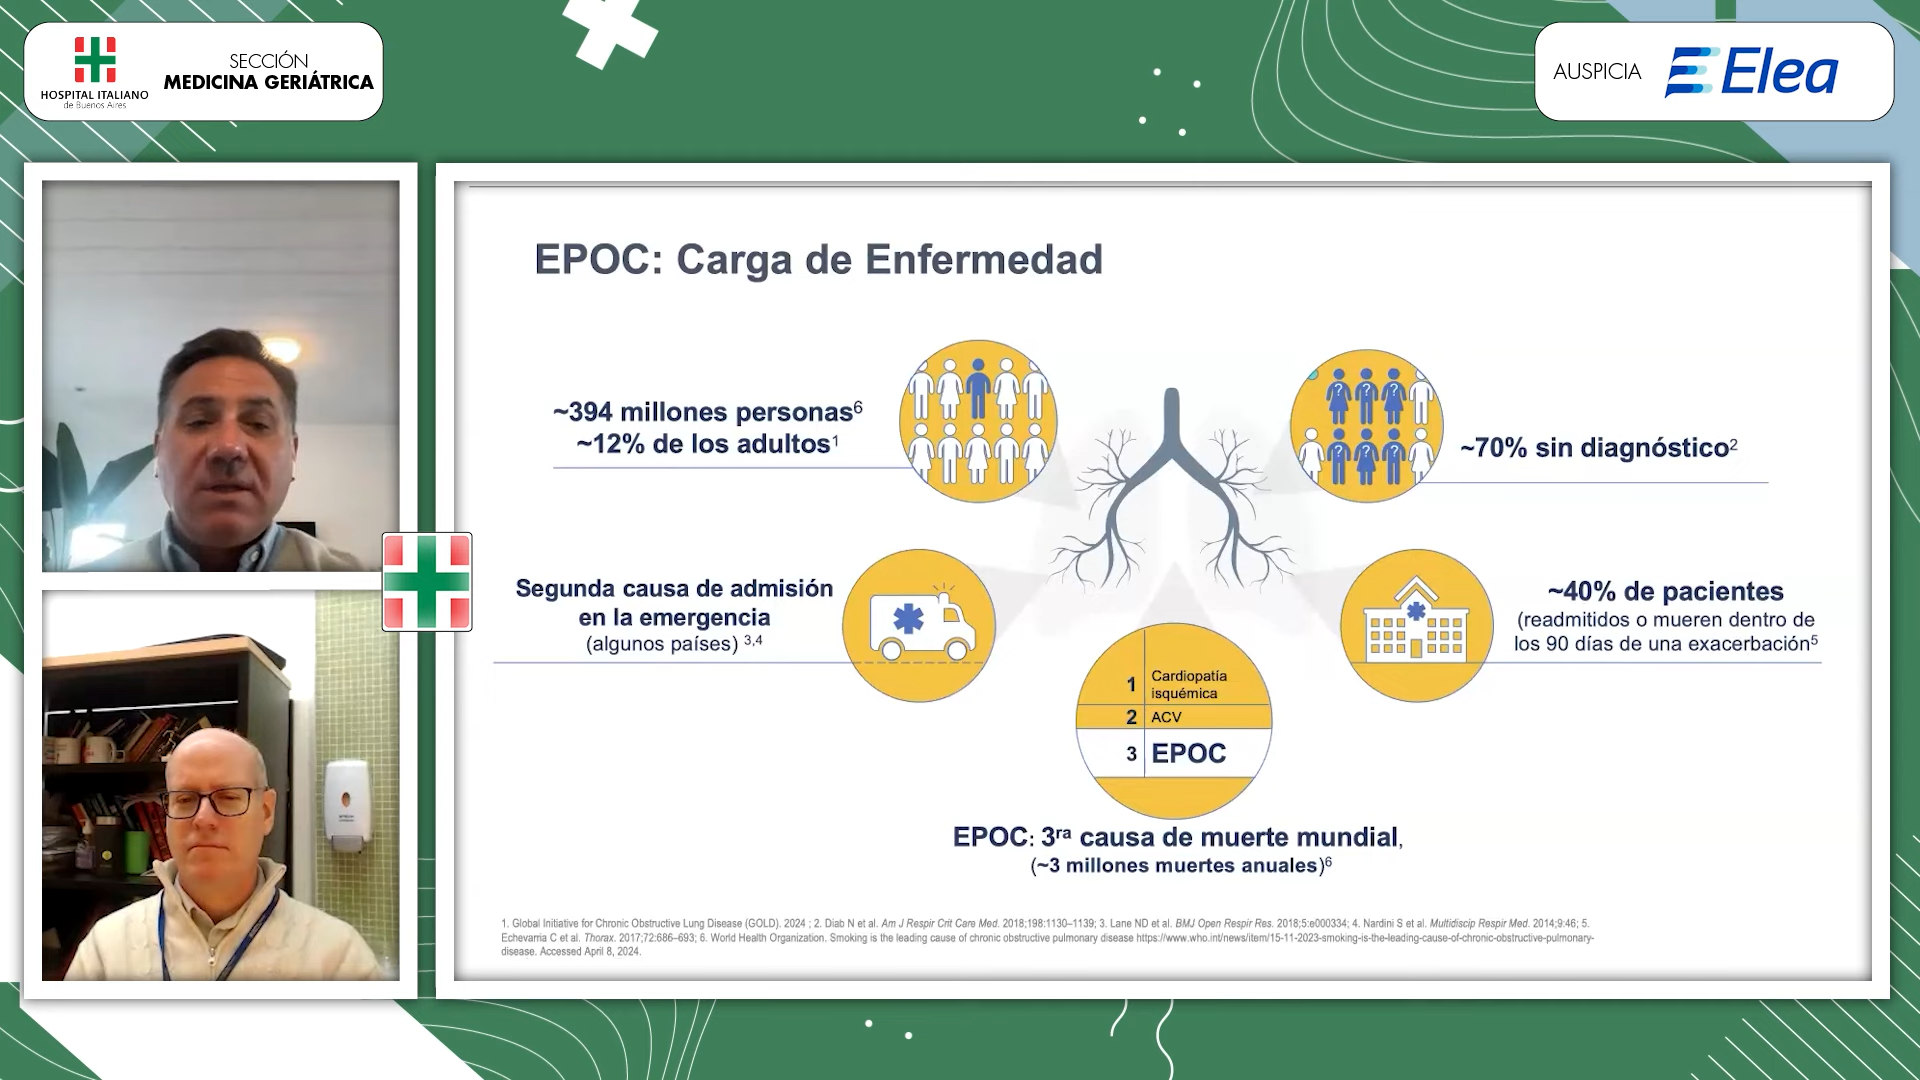 HOSPITAL ITALIANO
de Buenos Aires
SECCIÓN
MEDICINA GERIÁTRICA
AUSPICIA
Elea
EPOC: Carga de Enfermedad
~394 millones personas6
~12% de los adultos1
? ? ?
? ? ?
~70% sin diagnóstico2
Segunda causa de admisión
en la emergencia
(algunos países) 3,4
~40% de pacientes
(readmitidos o mueren dentro de
los 90 días de una exacerbación5
1 Cardiopatía
isquémica
2 ACV
3 EPOC
EPOC: 3ra causa de muerte mundial,
(~3 millones muertes anuales)6
1. Global Initiative for Chronic Obstructive Lung Disease (GOLD). 2024 ; 2. Diab N et al. Am J Respir Crit Care Med. 2018;198:1130–1139; 3. Lane ND et al. BMJ Open Respir Res. 2018;5:e000334; 4. Nardini S et al. Multidiscip Respir Med. 2014;9:46; 5.
Echevarria C et al. Thorax. 2017;72:686–693; 6. World Health Organization. Smoking is the leading cause of chronic obstructive pulmonary disease https://www.who.int/news/item/15-11-2023-smoking-is-the-leading-cause-of-chronic-obstructive-pulmonary-
disease. Accessed April 8, 2024.